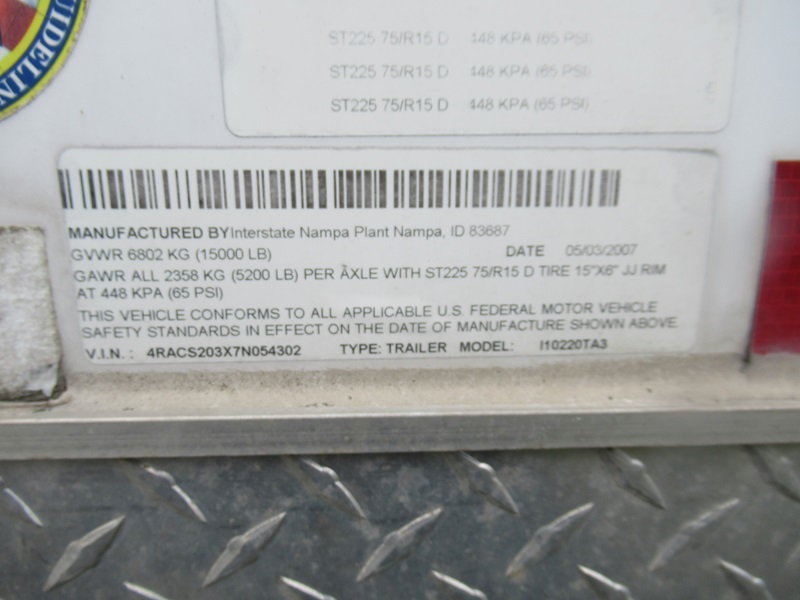 UIDELIN
ST225 75/R15 D 448 KPA (65 PSI)
ST225 75/R15 D 448 KPA (65 PSI)
ST225 75/R15 D 448 KPA (65 PSI)
MANUFACTURED BY Interstate Nampa Plant Nampa, ID 83687
GVWR 6802 KG (15000 LB) DATE 05/03/2007
GAWR ALL 2358 KG (5200 LB) PER AXLE WITH ST225 75/R15 D TIRE 15"X6" JJ RIM
AT 448 KPA (65 PSI)
THIS VEHICLE CONFORMS TO ALL APPLICABLE U.S. FEDERAL MOTOR VEHICLE
SAFETY STANDARDS IN EFFECT ON THE DATE OF MANUFACTURE SHOWN ABOVE.
V.I.N.: 4RACS203X7N054302 TYPE: TRAILER MODEL: I10220TA3